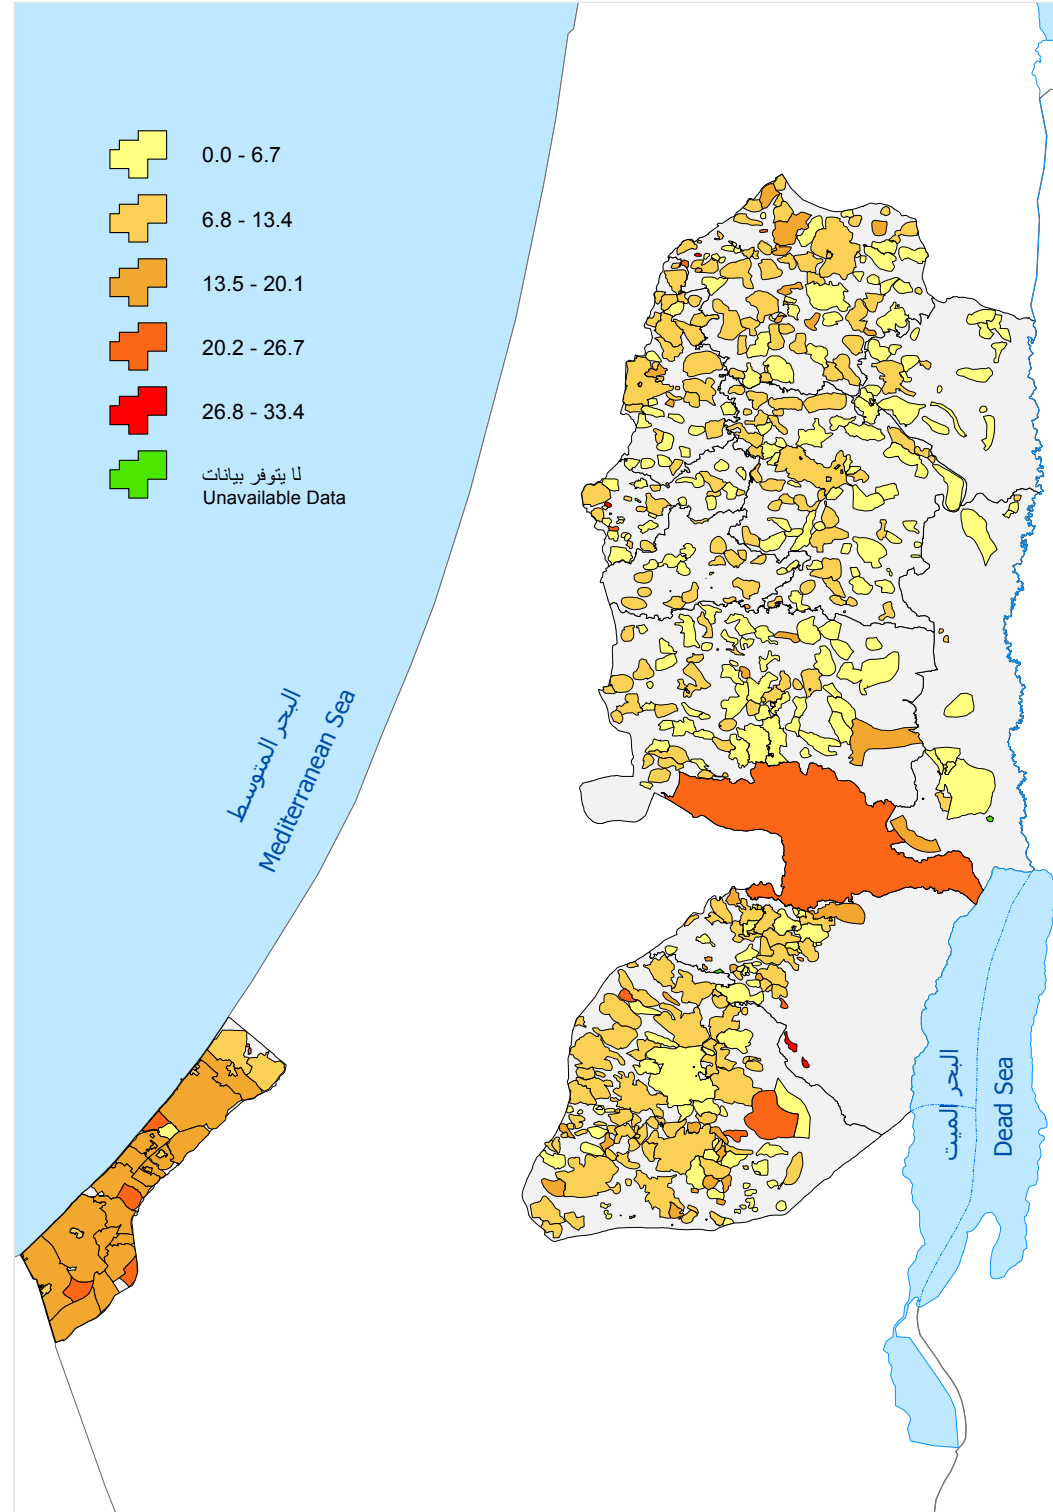 0.0 - 6.7
6.8 - 13.4
13.5 - 20.1
20.2 - 26.7
26.8 - 33.4
لا يتوفر بيانات
Unavailable Data
البحر المتوسط
Mediterranean Sea
البحر الميت
Dead Sea